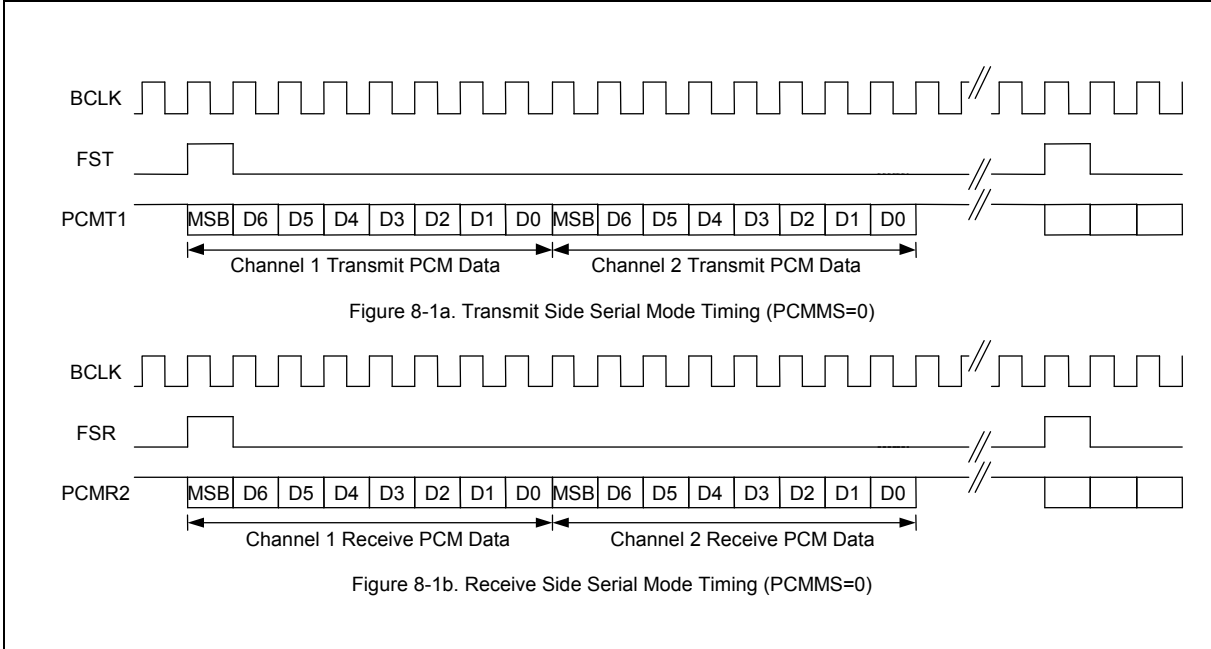 BCLK
FST
PCMT1 MSB D6 D5 D4 D3 D2 D1 D0 MSB D6 D5 D4 D3 D2 D1 D0
Channel 1 Transmit PCM Data Channel 2 Transmit PCM Data
Figure 8-1a. Transmit Side Serial Mode Timing (PCMMS=0)
BCLK
FSR
PCMR2 MSB D6 D5 D4 D3 D2 D1 D0 MSB D6 D5 D4 D3 D2 D1 D0
Channel 1 Receive PCM Data Channel 2 Receive PCM Data
Figure 8-1b. Receive Side Serial Mode Timing (PCMMS=0)